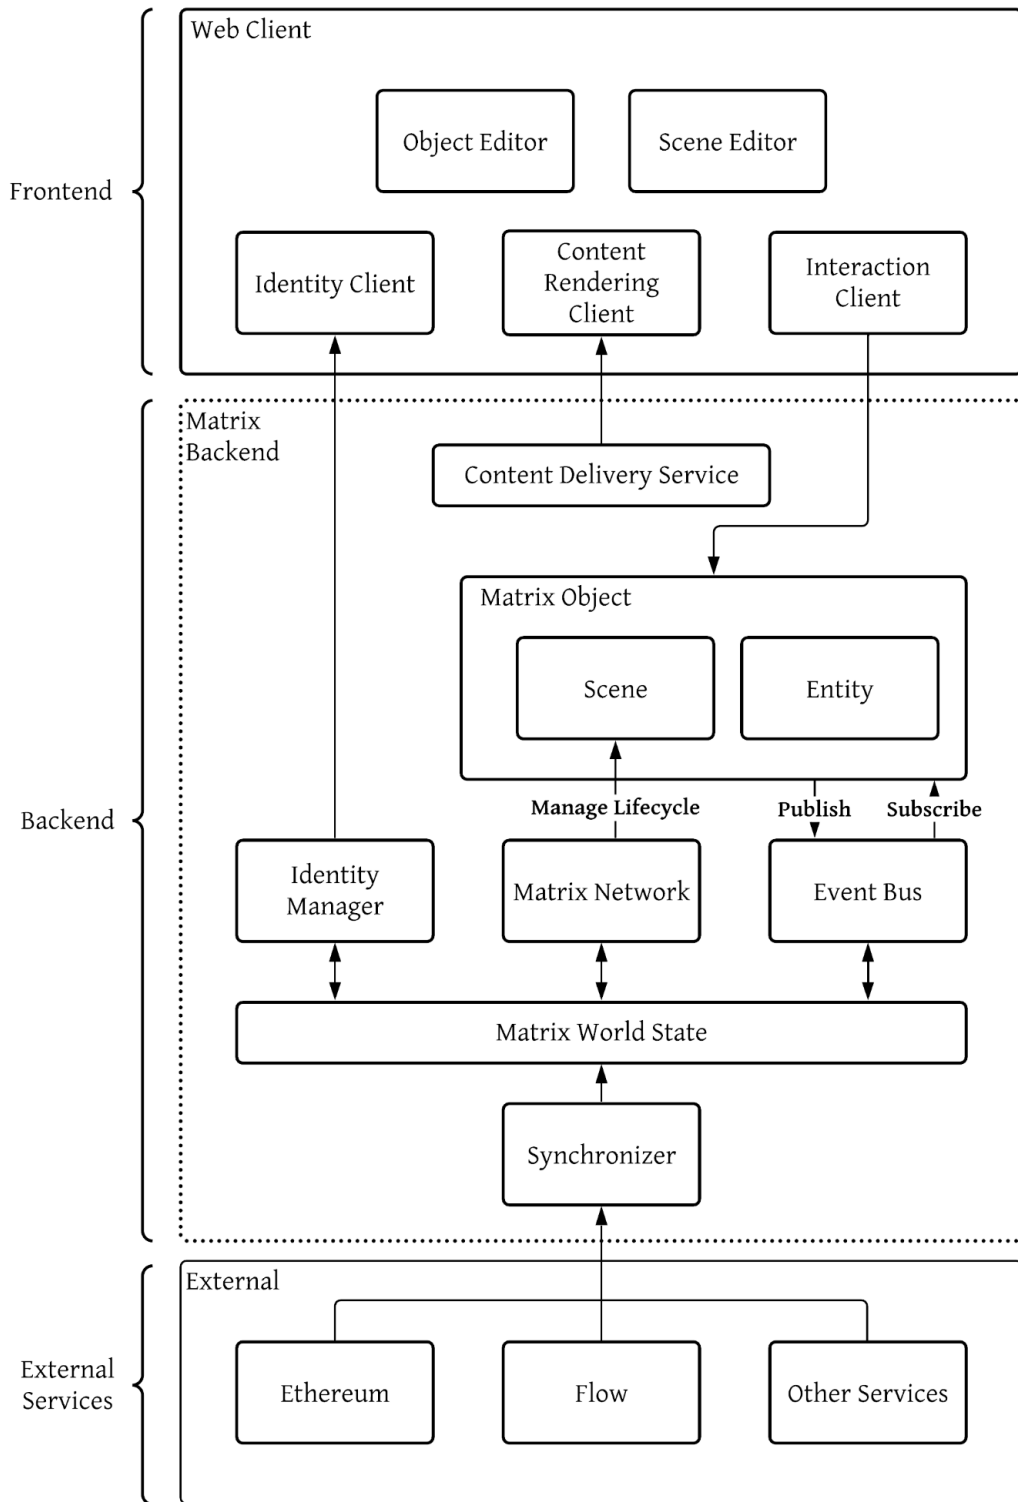 Web Client
Object Editor
Scene Editor
Frontend
Identity Client
Content
Rendering
Client
Interaction
Client
Matrix
Backend
Content Delivery Service
Matrix Object
Scene
Entity
Manage Lifecycle
Publish
Subscribe
Backend
Identity
Manager
Matrix Network
Event Bus
Matrix World State
Synchronizer
External
External
Services
Ethereum
Flow
Other Services